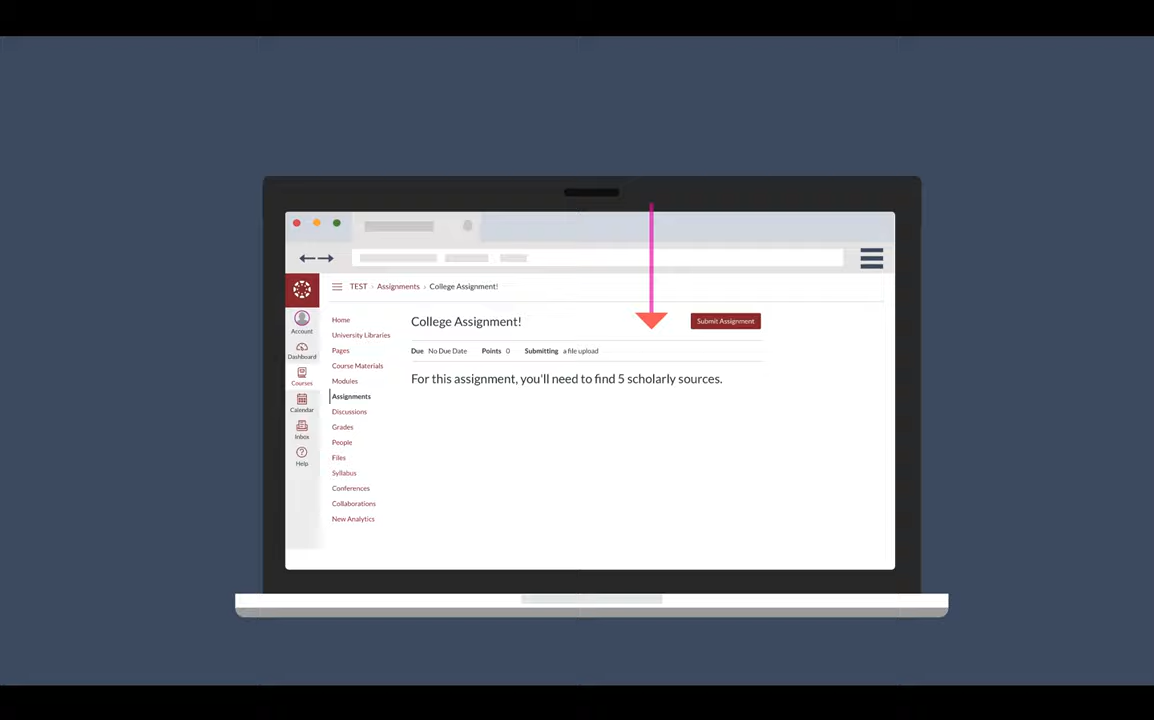 TEST > Assignments > College Assignment!
Account
Dashboard
Courses
Calendar
Inbox
Help
Home
University Libraries
Pages
Course Materials
Modules
Assignments
Discussions
Grades
People
Files
Syllabus
Conferences
Collaborations
New Analytics
College Assignment!
Submit Assignment
Due No Due Date Points 0 Submitting a file upload
For this assignment, you'll need to find 5 scholarly sources.